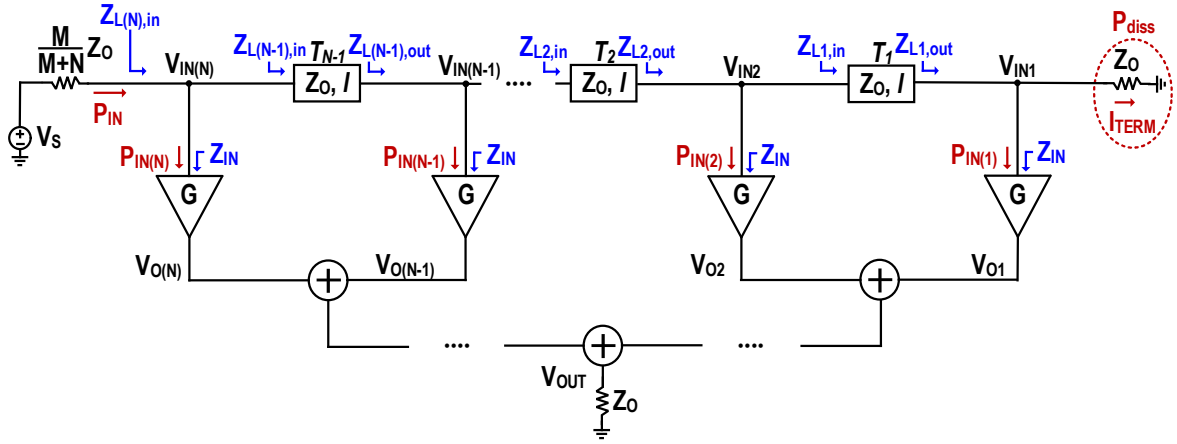 Z_L(N),in
P_diss
M/(M+N) Z_O
V_IN(N)
Z_L(N-1),in
T_N-1
Z_L(N-1),out
V_IN(N-1)
Z_L2,in
T_2
Z_L2,out
V_IN2
Z_L1,in
T_1
Z_L1,out
V_IN1
Z_O
Z_O, l
....
Z_O, l
Z_O, l
P_IN
I_TERM
V_S
P_IN(N)
Z_IN
P_IN(N-1)
Z_IN
P_IN(2)
Z_IN
P_IN(1)
Z_IN
G
G
G
G
V_O(N)
+
V_O(N-1)
V_O2
+
V_O1
....
+
....
V_OUT
Z_O